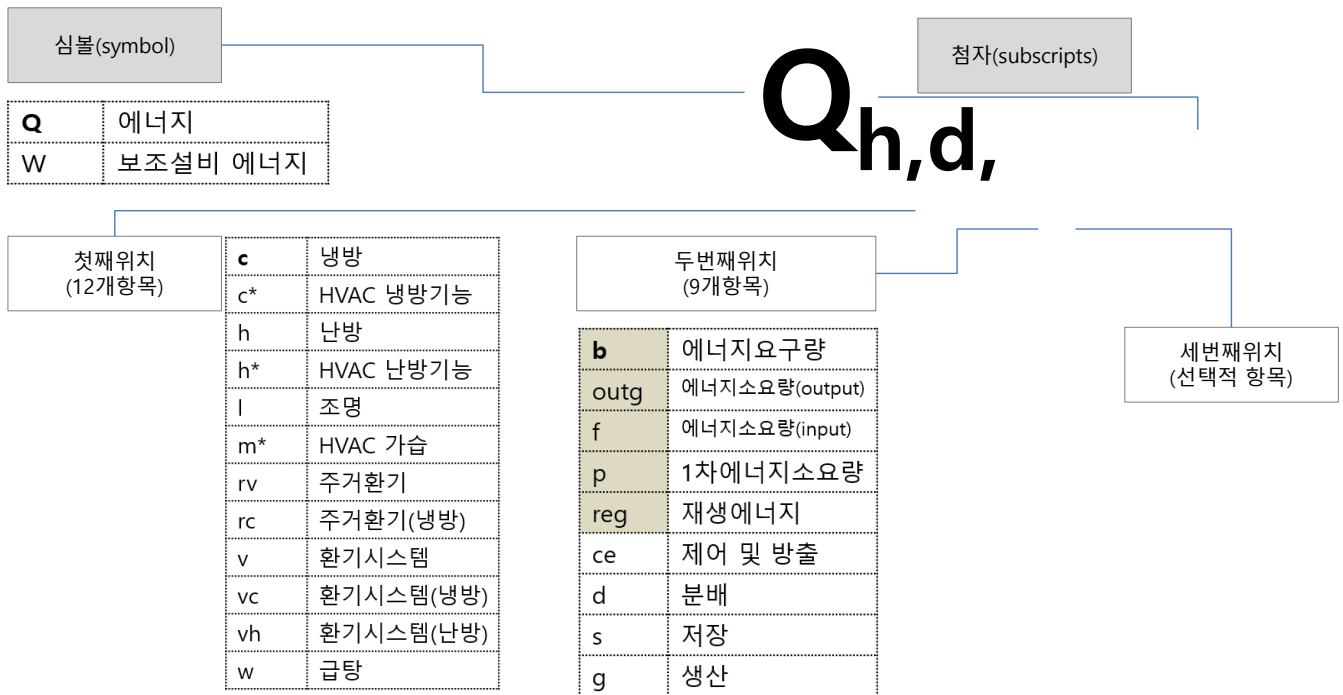 심볼(symbol)
첨자(subscripts)
Q 에너지
W 보조설비 에너지
Qh,d,
첫째위치
(12개항목)
c 냉방
c* HVAC 냉방기능
h 난방
h* HVAC 난방기능
l 조명
m* HVAC 가습
rv 주거환기
rc 주거환기(냉방)
v 환기시스템
vc 환기시스템(냉방)
vh 환기시스템(난방)
w 급탕
두번째위치
(9개항목)
b 에너지요구량
outg 에너지소요량(output)
f 에너지소요량(input)
p 1차에너지소요량
reg 재생에너지
ce 제어 및 방출
d 분배
s 저장
g 생산
세번째위치
(선택적 항목)